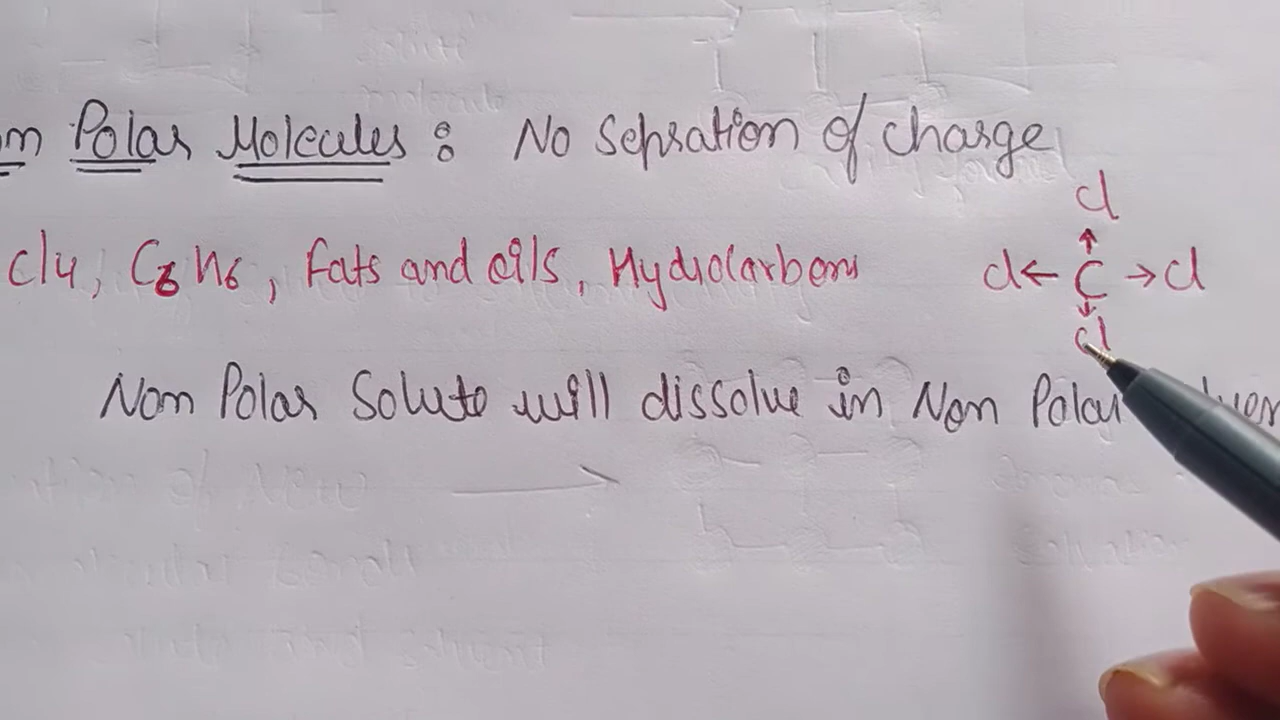 Polar Molecules : No Sepration of charge
Cl
Cl4, C6H6, Fats and oils, Hydrocarbons
Cl ← C → Cl
Cl
Non Polar Solute will dissolve in Non Polar